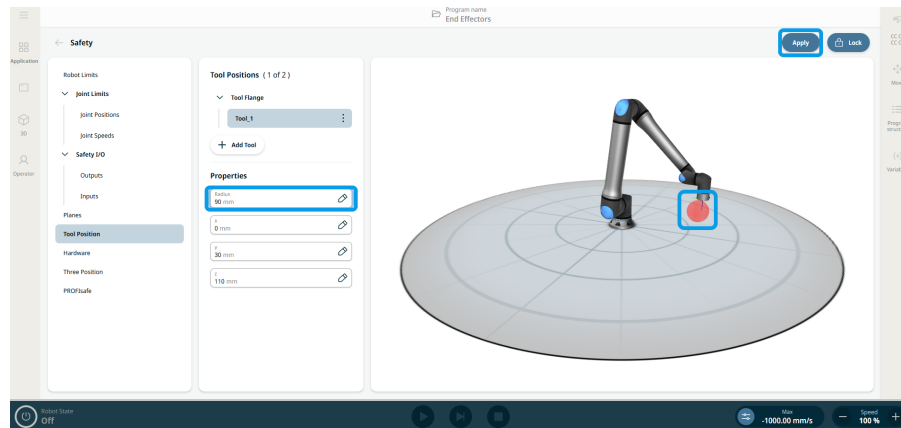 Program name
End Effectors
Safety
Apply
Lock
Application
3D
Operator
Robot Limits
Joint Limits
Joint Positions
Joint Speeds
Safety I/O
Outputs
Inputs
Planes
Tool Position
Hardware
Three Position
PROFIsafe
Tool Positions ( 1 of 2 )
Tool Flange
Tool_1
+ Add Tool
Properties
Radius
90 mm
X
0 mm
Y
30 mm
Z
110 mm
Robot State
Off
Max
-1000.00 mm/s
Speed
100 %